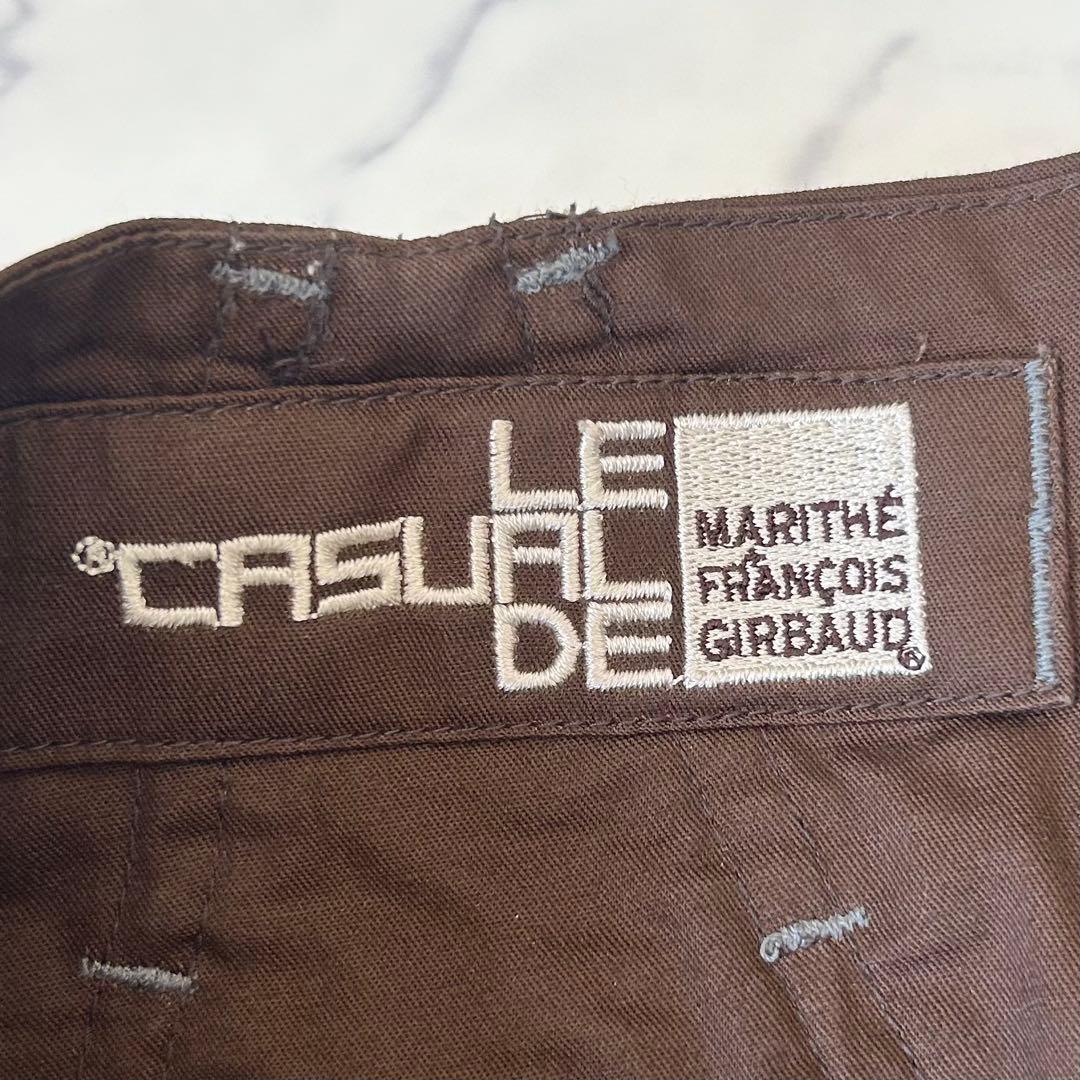 LE
®CASUAL
DE
MARITHÉ
FRANÇOIS
GIRBAUD®